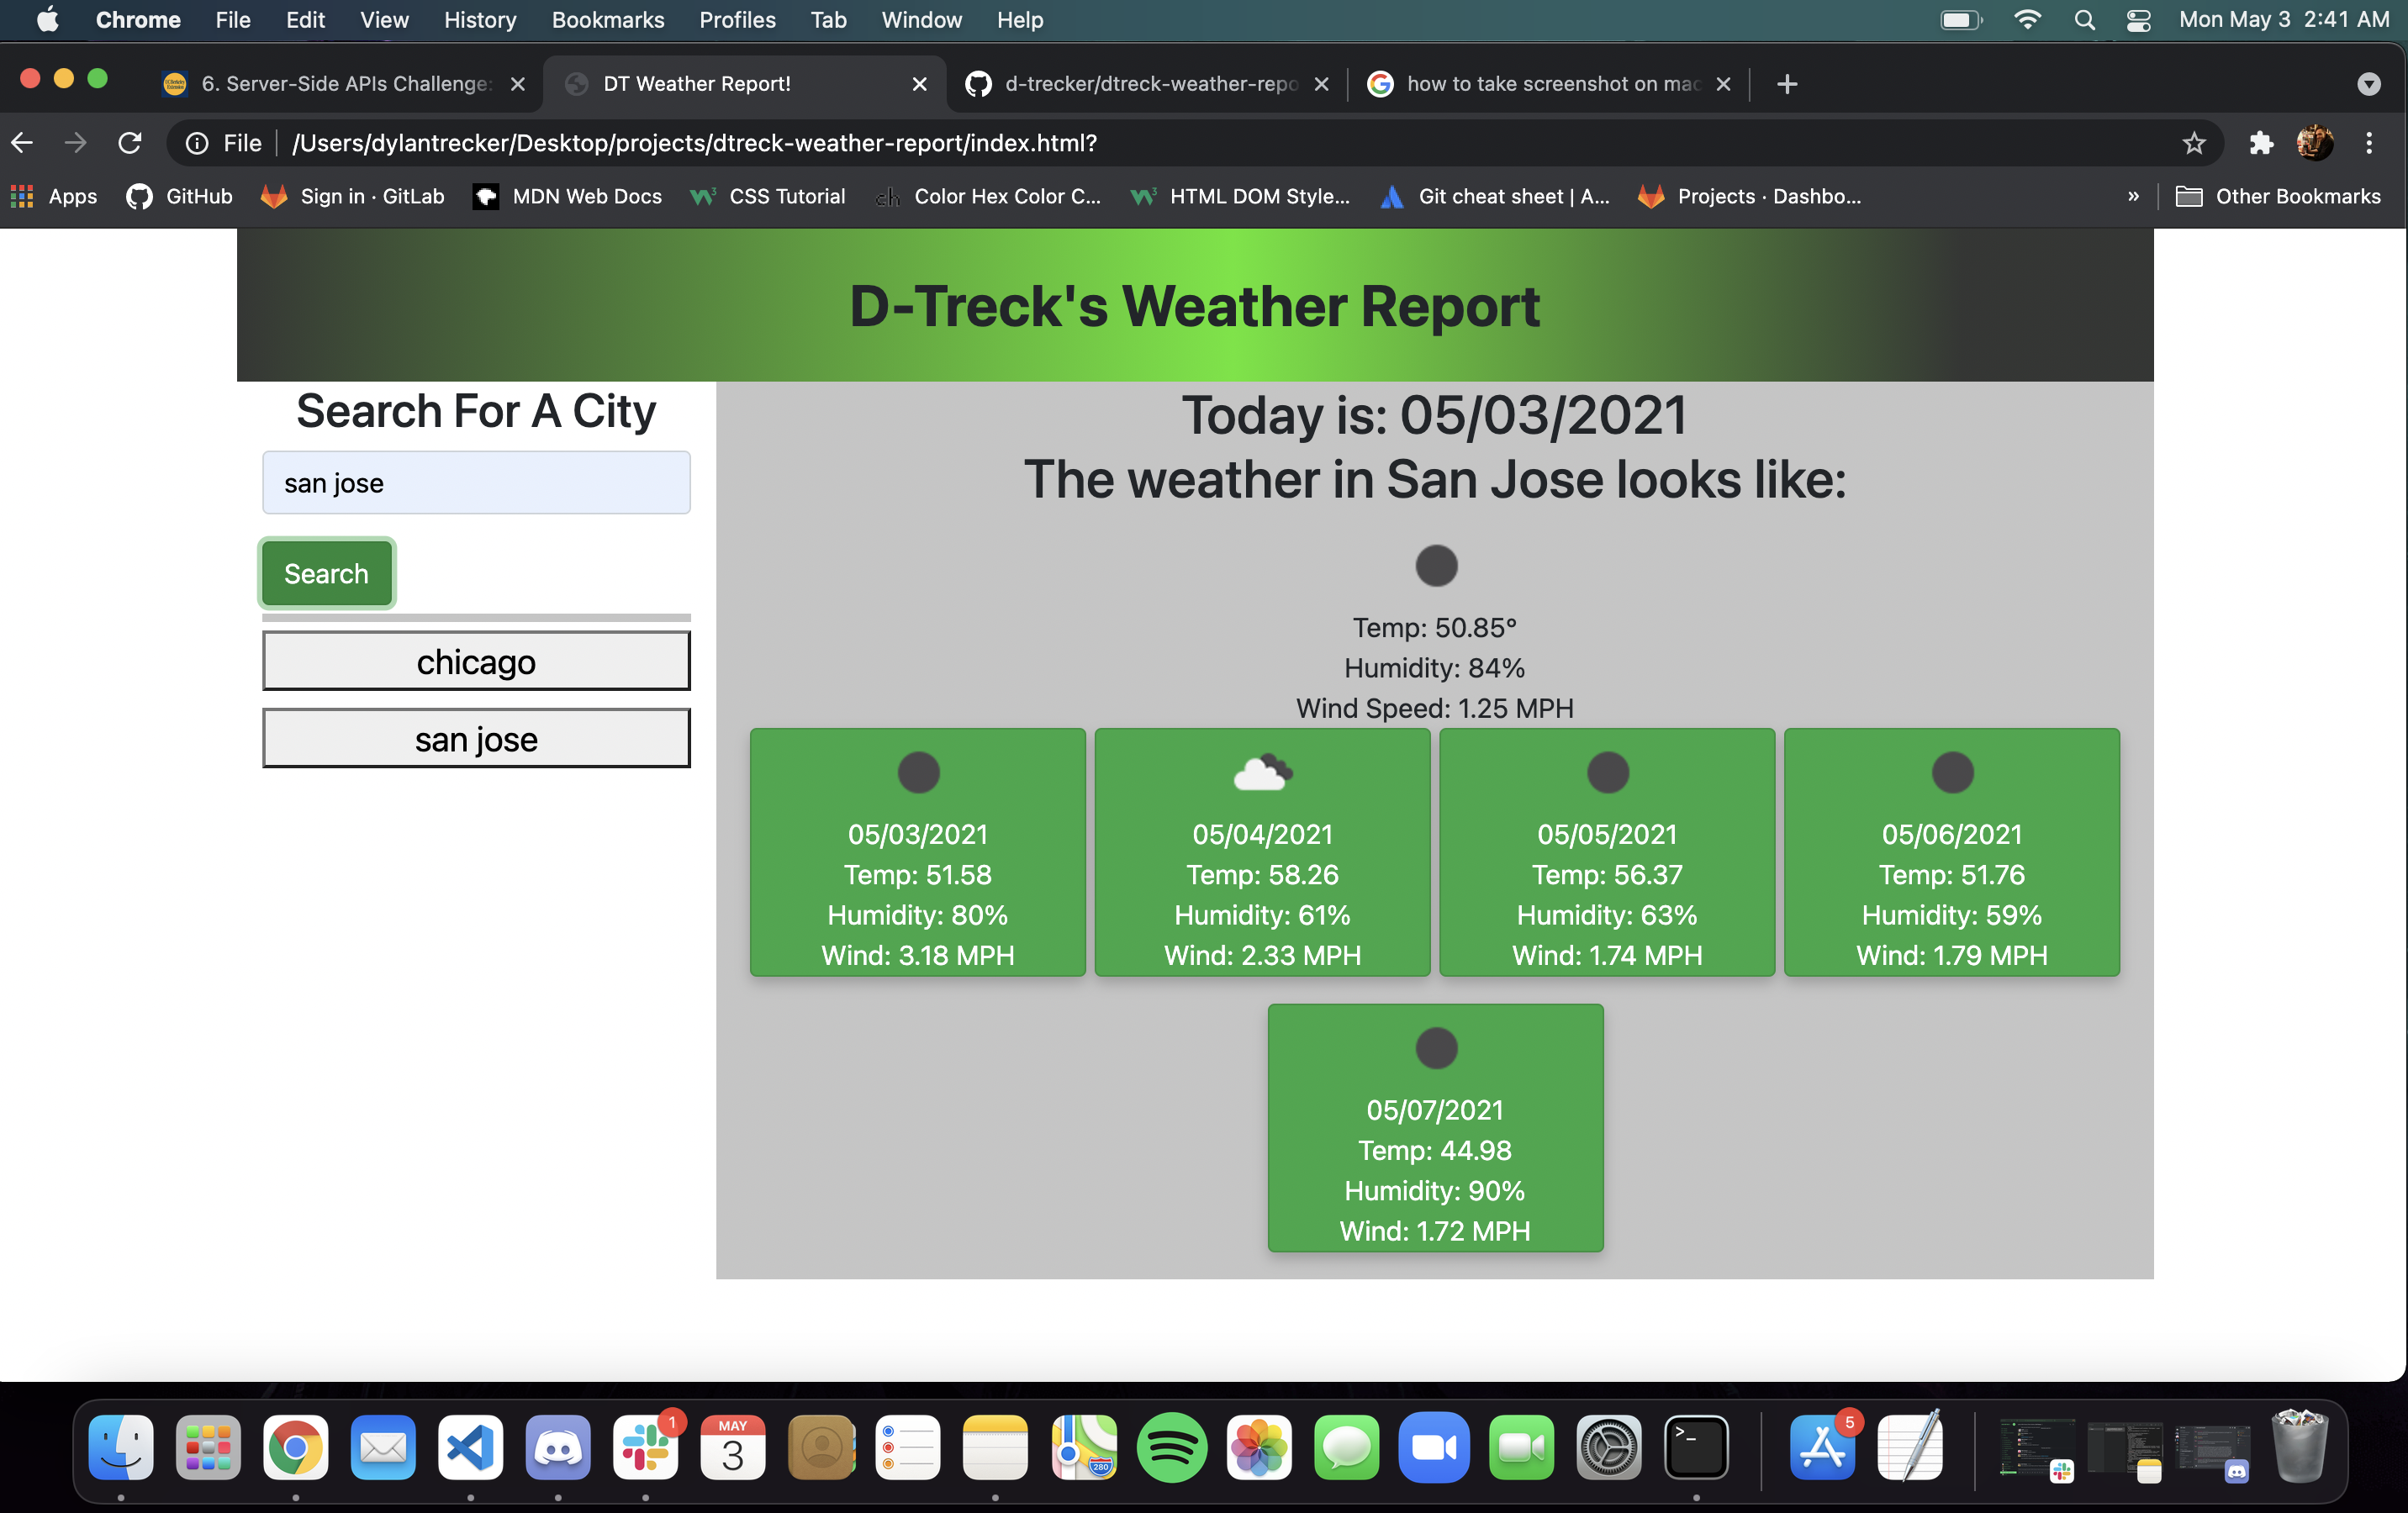 Chrome File Edit View History Bookmarks Profiles Tab Window Help Mon May 3 2:41 AM
6. Server-Side APIs Challenge: DT Weather Report! d-trecker/dtreck-weather-repo how to take screenshot on mac
File /Users/dylantrecker/Desktop/projects/dtreck-weather-report/index.html?
Apps GitHub Sign in · GitLab MDN Web Docs CSS Tutorial Color Hex Color C... HTML DOM Style... Git cheat sheet | A... Projects · Dashbo... » Other Bookmarks
D-Treck's Weather Report
Search For A City
san jose
Search
chicago
san jose
Today is: 05/03/2021
The weather in San Jose looks like:
Temp: 50.85°
Humidity: 84%
Wind Speed: 1.25 MPH
05/03/2021
Temp: 51.58
Humidity: 80%
Wind: 3.18 MPH
05/04/2021
Temp: 58.26
Humidity: 61%
Wind: 2.33 MPH
05/05/2021
Temp: 56.37
Humidity: 63%
Wind: 1.74 MPH
05/06/2021
Temp: 51.76
Humidity: 59%
Wind: 1.79 MPH
05/07/2021
Temp: 44.98
Humidity: 90%
Wind: 1.72 MPH
1
MAY
3
280
>_
5